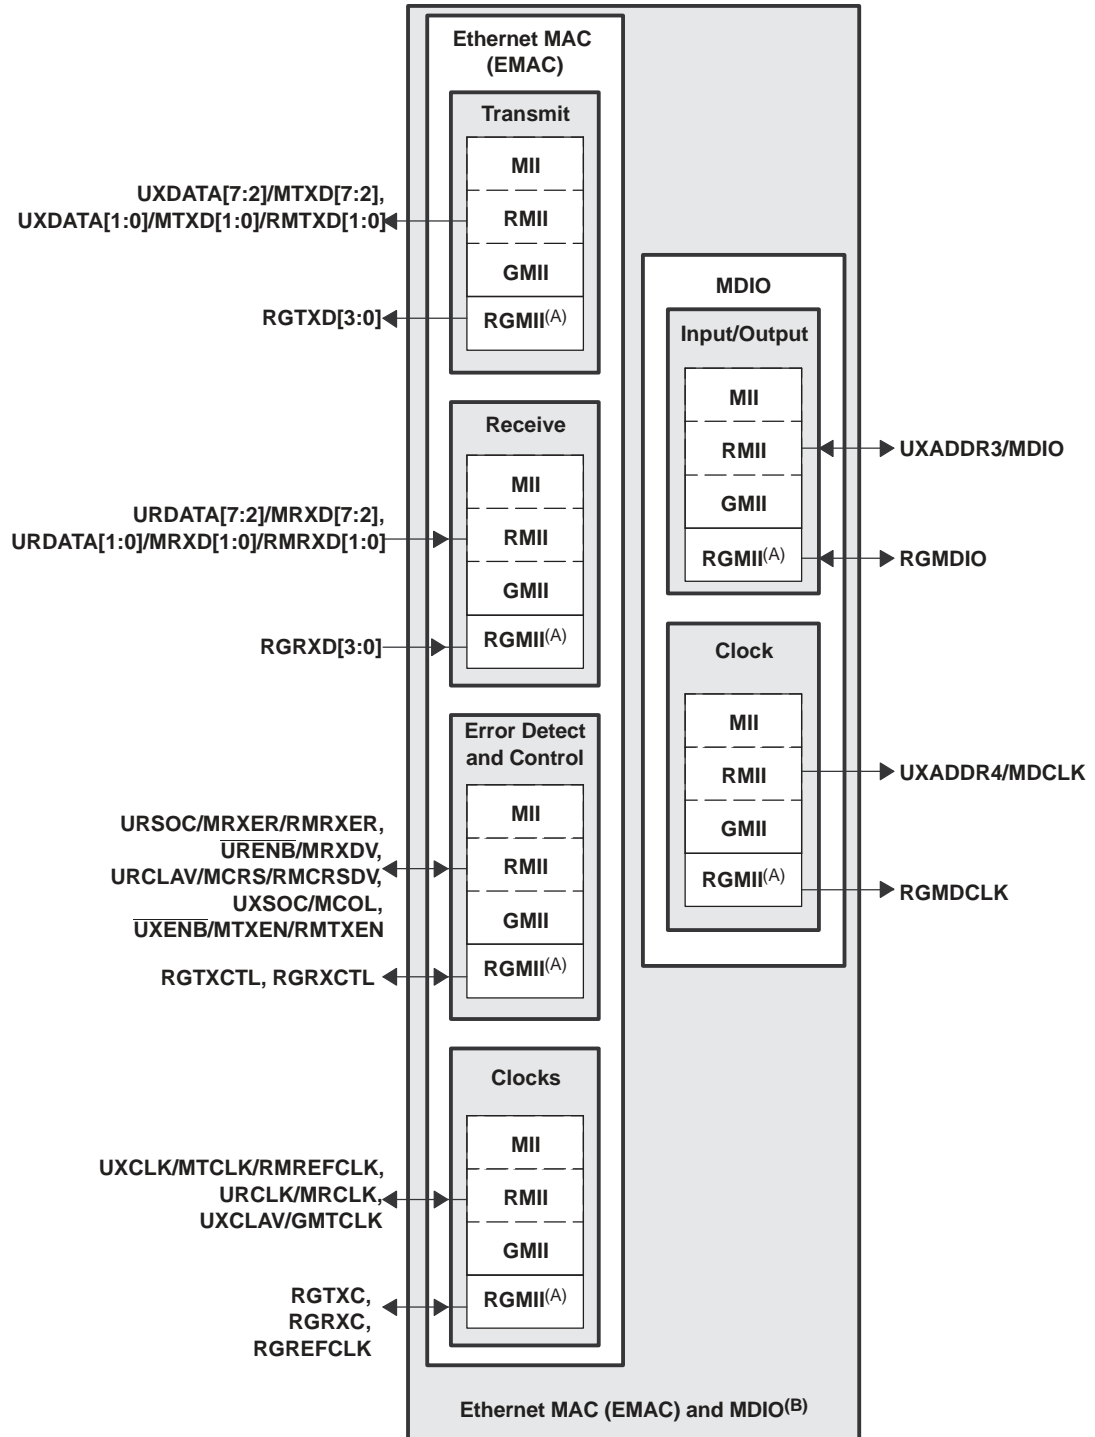 Ethernet MAC
(EMAC)
Transmit
MII
RMII
GMII
RGMII(A)
UXDATA[7:2]/MTXD[7:2],
UXDATA[1:0]/MTXD[1:0]/RMTXD[1:0]
RGTXD[3:0]
Receive
MII
RMII
GMII
RGMII(A)
URDATA[7:2]/MRXD[7:2],
URDATA[1:0]/MRXD[1:0]/RMRXD[1:0]
RGRXD[3:0]
Error Detect
and Control
MII
RMII
GMII
RGMII(A)
URSOC/MRXER/RMRXER,
URENB/MRXDV,
URCLAV/MCRS/RMCRSDV,
UXSOC/MCOL,
UXENB/MTXEN/RMTXEN
RGTXCTL, RGRXCTL
Clocks
MII
RMII
GMII
RGMII(A)
UXCLK/MTCLK/RMREFCLK,
URCLK/MRCLK,
UXCLAV/GMTCLK
RGTXC,
RGRXC,
RGREFCLK
MDIO
Input/Output
MII
RMII
GMII
RGMII(A)
UXADDR3/MDIO
RGMDIO
Clock
MII
RMII
GMII
RGMII(A)
UXADDR4/MDCLK
RGMDCLK
Ethernet MAC (EMAC) and MDIO(B)